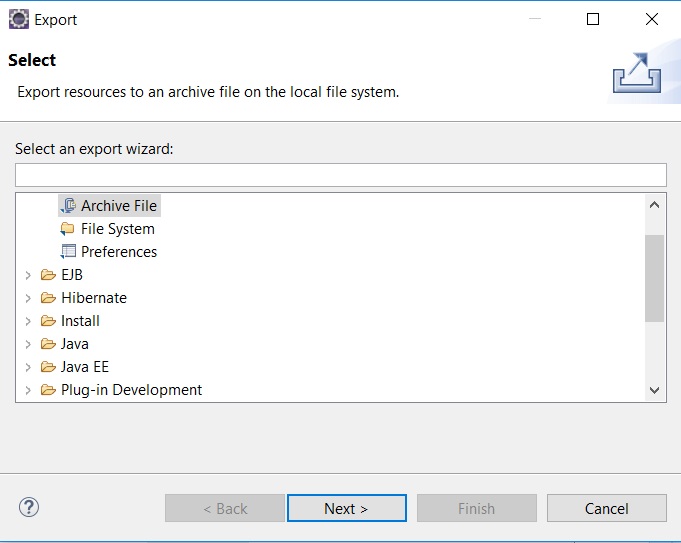 Export
Select
Export resources to an archive file on the local file system.
Select an export wizard:
Archive File
File System
Preferences
EJB
Hibernate
Install
Java
Java EE
Plug-in Development
? < Back Next > Finish Cancel